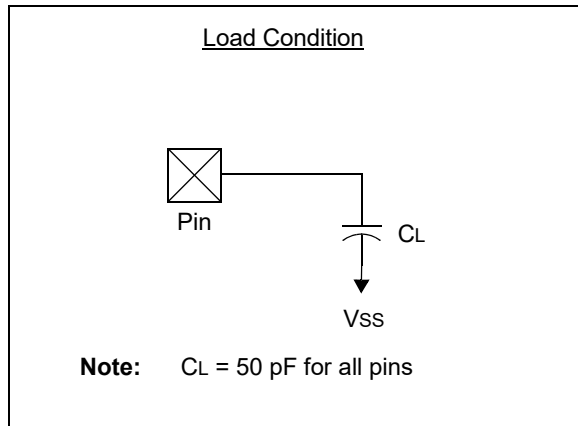 Load Condition
Pin
CL
VSS
Note: CL = 50 pF for all pins